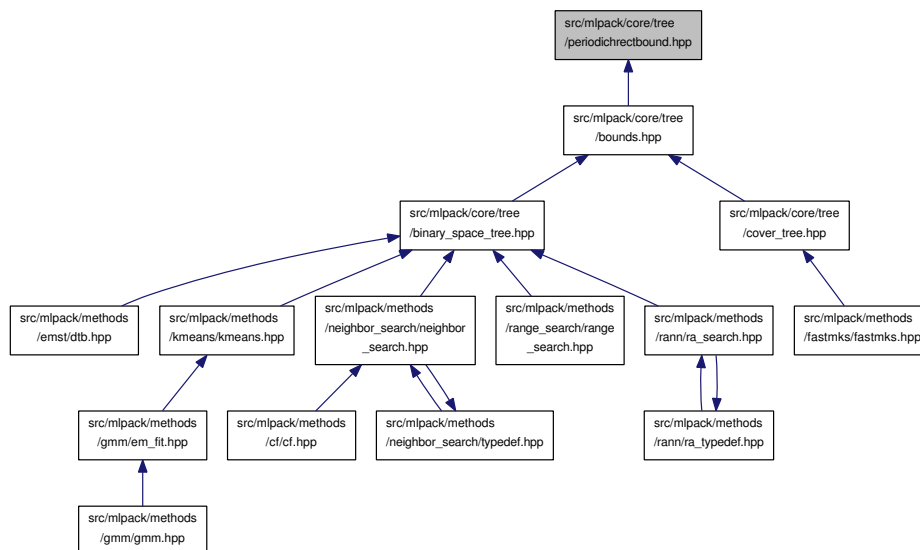 src/mlpack/core/tree
/periodichrectbound.hpp
src/mlpack/core/tree
/bounds.hpp
src/mlpack/core/tree
/binary_space_tree.hpp
src/mlpack/core/tree
/cover_tree.hpp
src/mlpack/methods
/emst/dtb.hpp
src/mlpack/methods
/kmeans/kmeans.hpp
src/mlpack/methods
/neighbor_search/neighbor
_search.hpp
src/mlpack/methods
/range_search/range
_search.hpp
src/mlpack/methods
/rann/ra_search.hpp
src/mlpack/methods
/fastmks/fastmks.hpp
src/mlpack/methods
/gmm/em_fit.hpp
src/mlpack/methods
/cf/cf.hpp
src/mlpack/methods
/neighbor_search/typedef.hpp
src/mlpack/methods
/rann/ra_typedef.hpp
src/mlpack/methods
/gmm/gmm.hpp